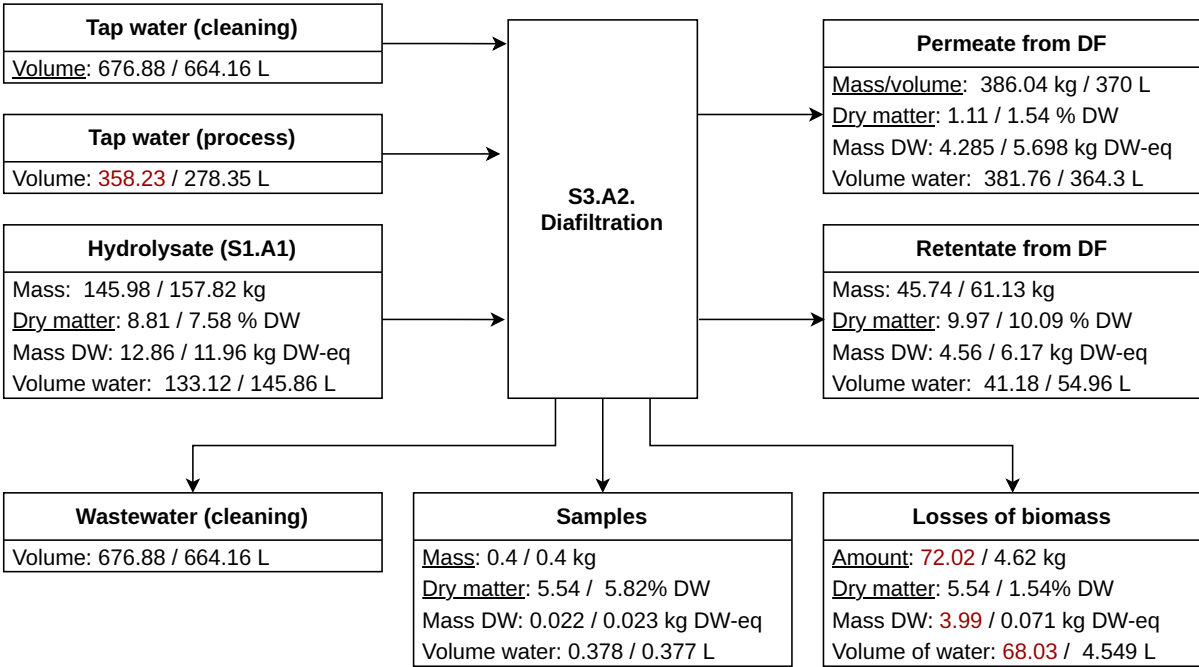 Tap water (cleaning)
Volume: 676.88 / 664.16 L
Tap water (process)
Volume: 358.23 / 278.35 L
Hydrolysate (S1.A1)
Mass: 145.98 / 157.82 kg
Dry matter: 8.81 / 7.58 % DW
Mass DW: 12.86 / 11.96 kg DW-eq
Volume water: 133.12 / 145.86 L
S3.A2.
Diafiltration
Permeate from DF
Mass/volume: 386.04 kg / 370 L
Dry matter: 1.11 / 1.54 % DW
Mass DW: 4.285 / 5.698 kg DW-eq
Volume water: 381.76 / 364.3 L
Retentate from DF
Mass: 45.74 / 61.13 kg
Dry matter: 9.97 / 10.09 % DW
Mass DW: 4.56 / 6.17 kg DW-eq
Volume water: 41.18 / 54.96 L
Wastewater (cleaning)
Volume: 676.88 / 664.16 L
Samples
Mass: 0.4 / 0.4 kg
Dry matter: 5.54 / 5.82% DW
Mass DW: 0.022 / 0.023 kg DW-eq
Volume water: 0.378 / 0.377 L
Losses of biomass
Amount: 72.02 / 4.62 kg
Dry matter: 5.54 / 1.54% DW
Mass DW: 3.99 / 0.071 kg DW-eq
Volume of water: 68.03 / 4.549 L